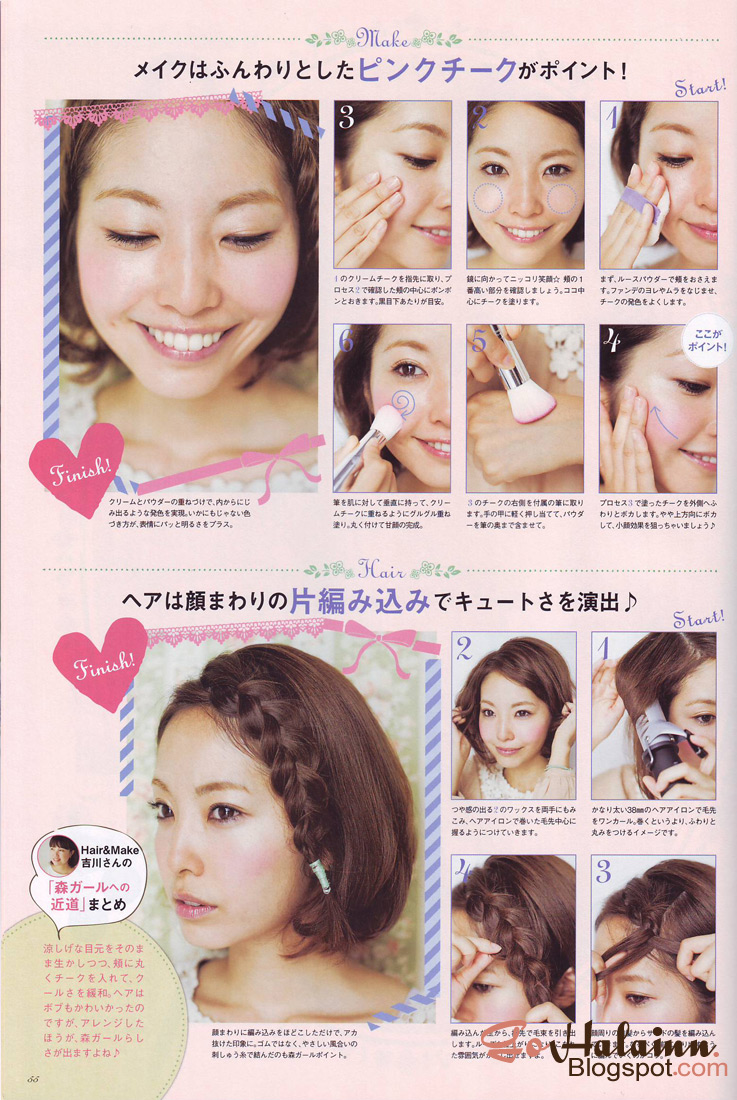 Make
メイクはふんわりとしたピンクチークがポイント!
Start!
1
まず、ルースパウダーで頬をおさえま
す。ファンデのヨレやムラをなじませ、
チークの発色をよくします。
2
鏡に向かってニッコリ笑顔☆ 頬の1
番高い部分を確認しましょう。ココ中
心にチークを塗ります。
3
1のクリームチークを指先に取り、プ
ロセス2で確認した頬の中心にポンポ
ンとおきます。黒目下あたりが目安。
4
ここが
ポイント!
プロセス3で塗ったチークを外側へふ
わりとボカします。やや上方向にボカ
して、小顔効果を狙っちゃいましょう♪
5
3のチークの右側を付属の筆に取り
ます。手の甲に軽く押し当てて、パウダ
ーを筆の奥まで含ませて。
6
筆を肌に対して垂直に持って、クリー
ムチークに重ねるようにグルグル重ね
塗り。丸く付けて甘顔の完成。
Finish!
クリームとパウダーの重ねづけで、内からにじ
み出るような発色を実現。いかにもじゃない色
づき方が、表情にパッと明るさをプラス。
Hair
ヘアは顔まわりの片編み込みでキュートさを演出♪
Start!
1
かなり太い38mmのヘアアイロンで毛先
をワンカール。巻くというより、ふわりと
丸みをつけるイメージです。
2
つや感の出る2のワックスを両手にもみ
こみ、ヘアアイロンで巻いた毛先中心に
握るようにつけていきます。
3
4
Finish!
顔まわりに編み込みをほどこしただけで、アカ
抜けた印象に。ゴムではなく、やさしい風合いの
刺しゅう糸で結んだのも森ガールポイント。
Hair&Make
吉川さんの
「森ガールへの
近道」まとめ
涼しげな目元をそのま
ま生かしつつ、頬に丸
くチークを入れて、ク
ールさを緩和。ヘアは
ボブもかわいかったの
ですが、アレンジした
ほうが、森ガールらし
さが出ますよね♪
55
Blogspot.com